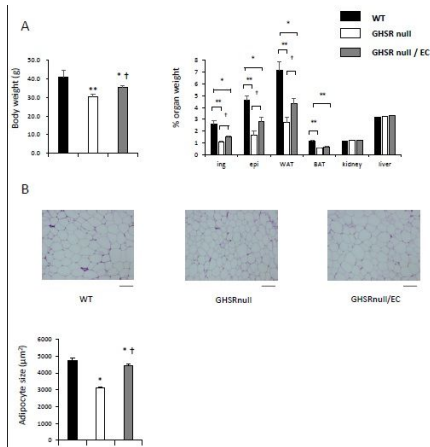 A
WT
GHSR null
GHSR null / EC
Body weight (g)
50.0
40.0
30.0
20.0
10.0
0.0
**
* †
% organ weight
8
7
6
5
4
3
2
1
0
*
**
†
*
**
†
*
**
†
**
**
ing
epi
WAT
BAT
kidney
liver
B
WT
GHSRnull
GHSRnull/EC
Adipocyte size (μm²)
6000
5000
4000
3000
2000
1000
0
*
* †